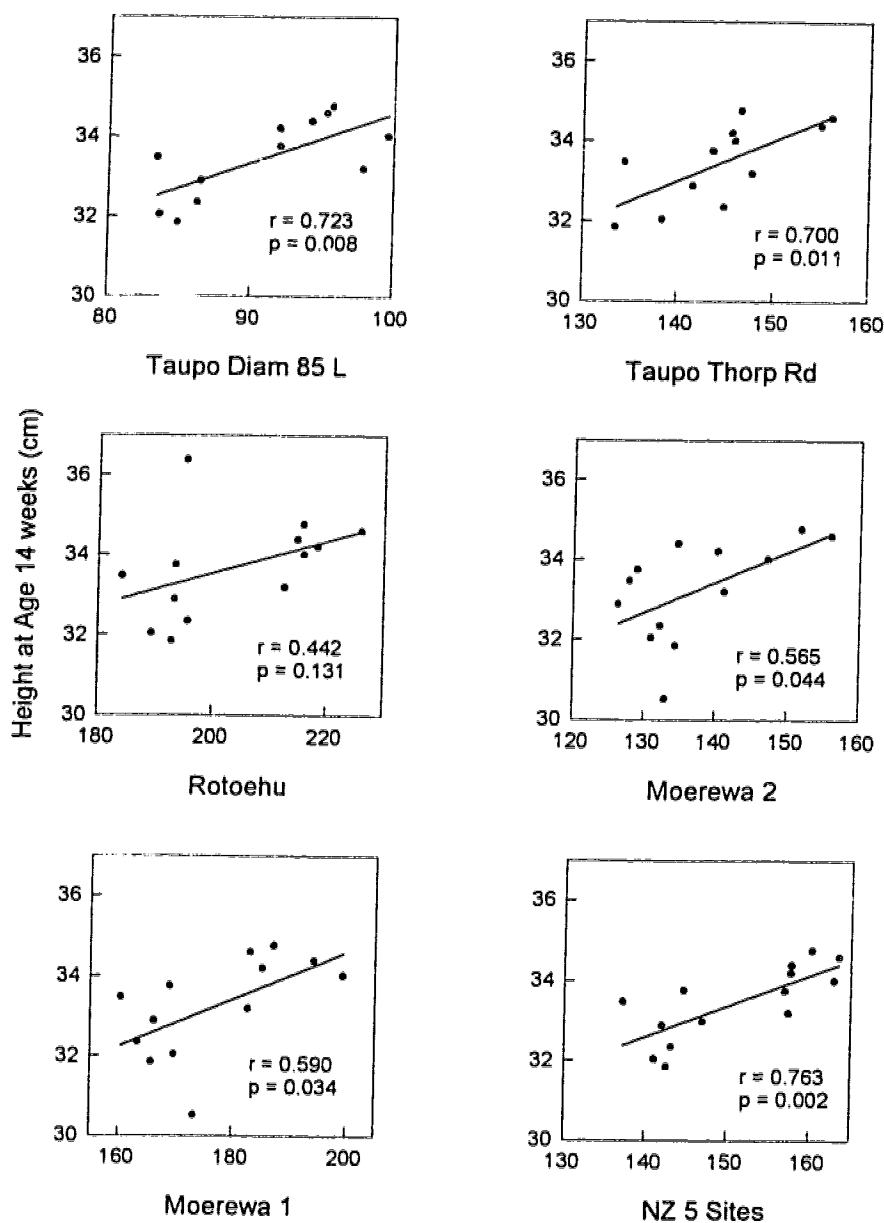 36
34
32
30
80 90 100
r = 0.723
p = 0.008
Taupo Diam 85 L
36
34
32
30
130 140 150 160
r = 0.700
p = 0.011
Taupo Thorp Rd
Height at Age 14 weeks (cm)
36
34
32
30
180 200 220
r = 0.442
p = 0.131
Rotoehu
36
34
32
30
120 130 140 150 160
r = 0.565
p = 0.044
Moerewa 2
36
34
32
30
160 180 200
r = 0.590
p = 0.034
Moerewa 1
36
34
32
30
130 140 150 160
r = 0.763
p = 0.002
NZ 5 Sites